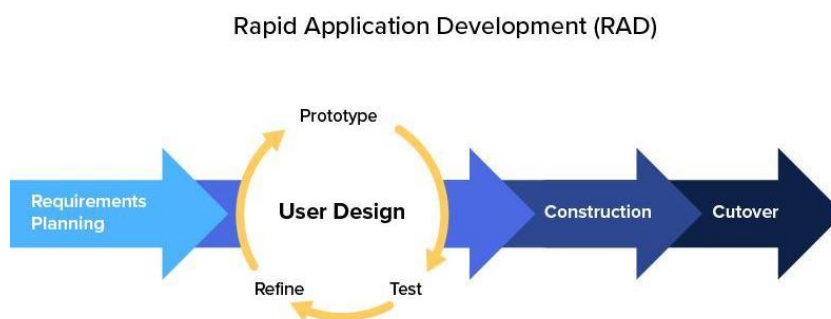 Rapid Application Development (RAD)
Prototype
Requirements
Planning
User Design
Construction
Cutover
Refine
Test